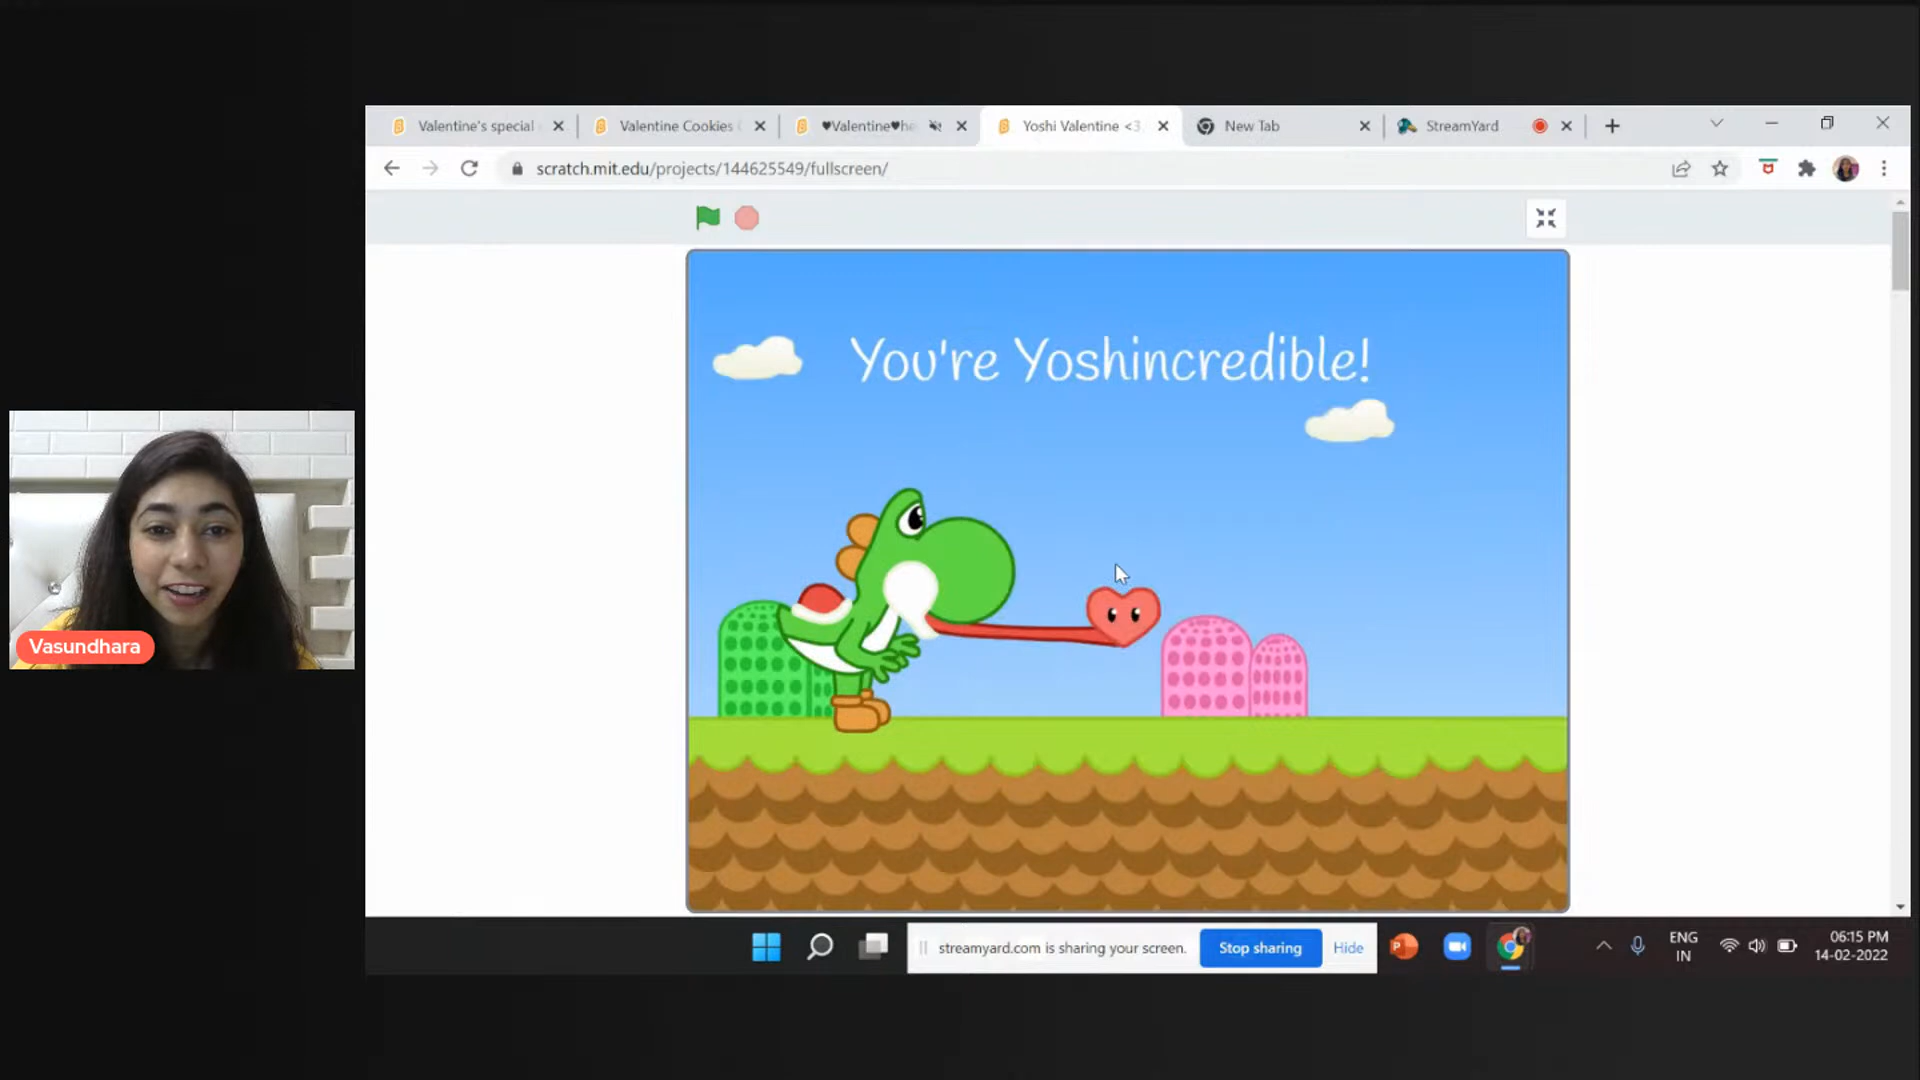 Valentine's special
Valentine Cookies
♥Valentine♥he
Yoshi Valentine <3
New Tab
StreamYard
scratch.mit.edu/projects/144625549/fullscreen/
You're Yoshincredible!
Vasundhara
streamyard.com is sharing your screen.
Stop sharing
Hide
ENG
IN
06:15 PM
14-02-2022